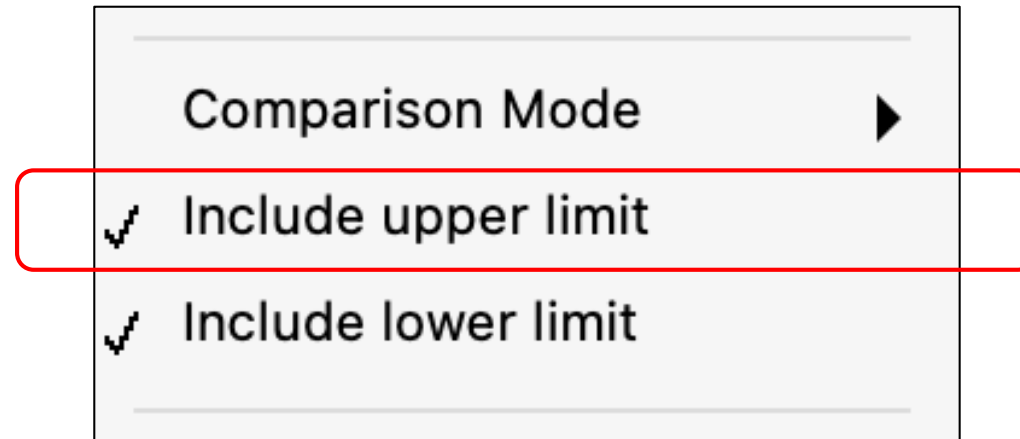 Comparison Mode
Include upper limit
Include lower limit